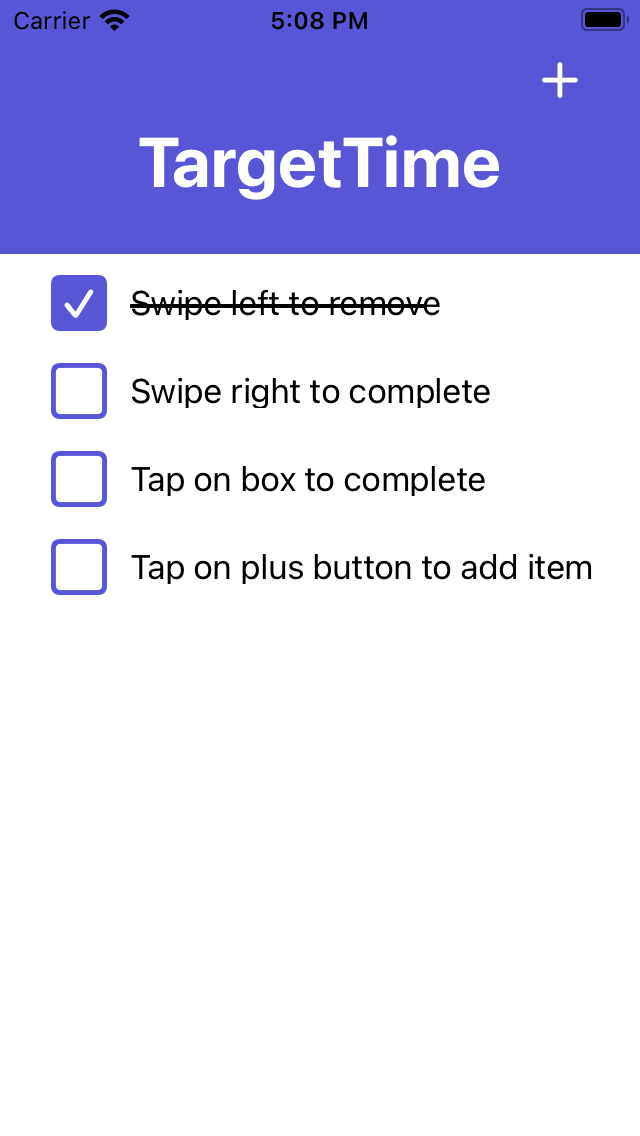 Carrier
5:08 PM
TargetTime
Swipe left to remove
Swipe right to complete
Tap on box to complete
Tap on plus button to add item